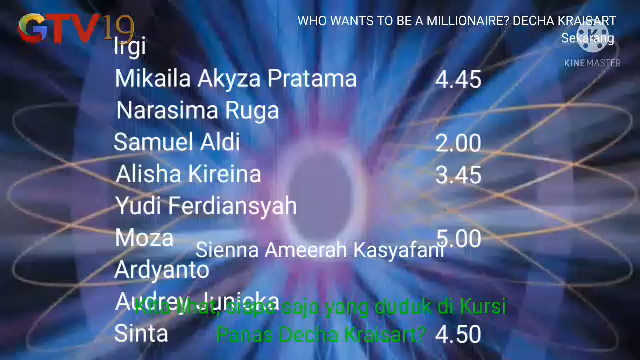 GTV19
WHO WANTS TO BE A MILLIONAIRE? DECHA KRAISART
Sekarang
KINEMASTER
Irgi
Mikaila Akyza Pratama 4.45
Narasima Ruga
Samuel Aldi 2.00
Alisha Kireina 3.45
Yudi Ferdiansyah
Moza 5.00
Sienna Ameerah Kasyafani
Ardyanto
Audrey Junicka
siapa saja yang duduk di Kursi
Panas Decha Kraisart?
Sinta 4.50